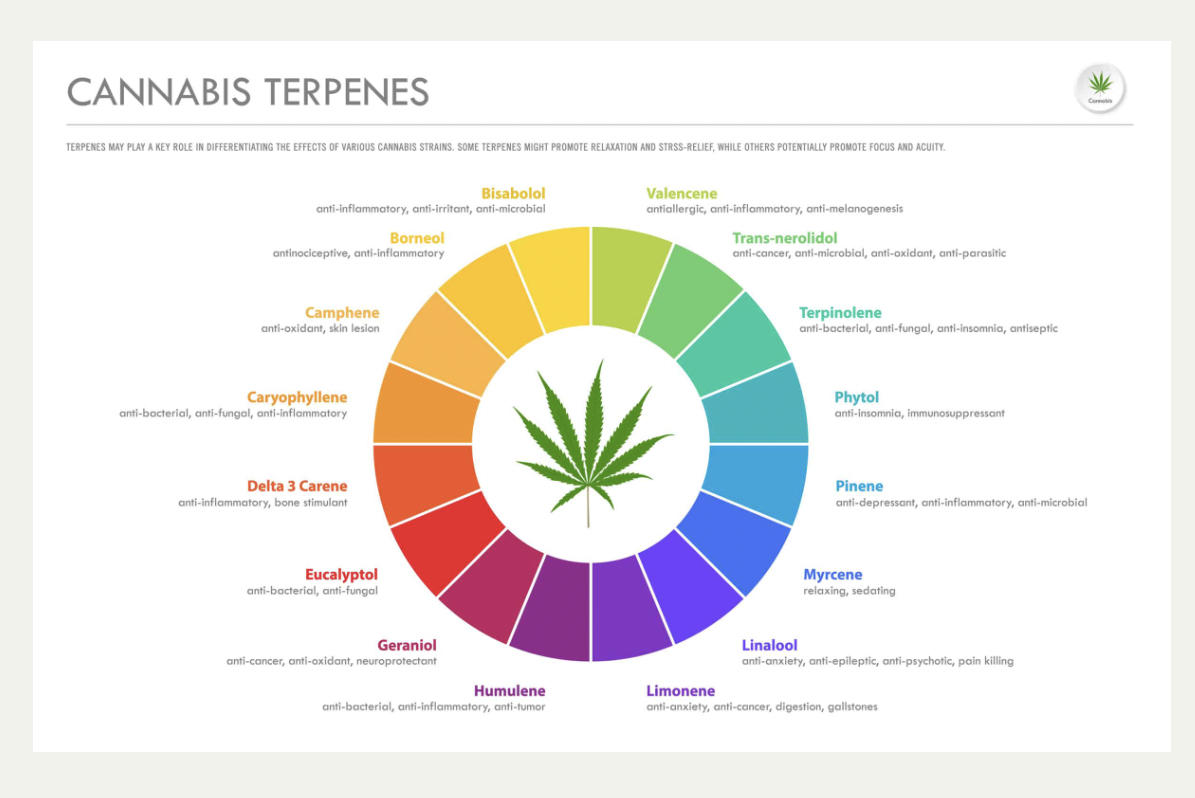 CANNABIS TERPENES
Cannabis
TERPENES MAY PLAY A KEY ROLE IN DIFFERENTIATING THE EFFECTS OF VARIOUS CANNABIS STRAINS. SOME TERPENES MIGHT PROMOTE RELAXATION AND STRSS-RELIEF, WHILE OTHERS POTENTIALLY PROMOTE FOCUS AND ACUITY.
Bisabolol
anti-inflammatory, anti-irritant, anti-microbial
Valencene
antiallergic, anti-inflammatory, anti-melanogenesis
Borneol
antinociceptive, anti-inflammatory
Trans-nerolidol
anti-cancer, anti-microbial, anti-oxidant, anti-parasitic
Camphene
anti-oxidant, skin lesion
Terpinolene
anti-bacterial, anti-fungal, anti-insomnia, antiseptic
Caryophyllene
anti-bacterial, anti-fungal, anti-inflammatory
Phytol
anti-insomnia, immunosuppressant
Delta 3 Carene
anti-inflammatory, bone stimulant
Pinene
anti-depressant, anti-inflammatory, anti-microbial
Eucalyptol
anti-bacterial, anti-fungal
Myrcene
relaxing, sedating
Geraniol
anti-cancer, anti-oxidant, neuroprotectant
Linalool
anti-anxiety, anti-epileptic, anti-psychotic, pain killing
Humulene
anti-bacterial, anti-inflammatory, anti-tumor
Limonene
anti-anxiety, anti-cancer, digestion, gallstones